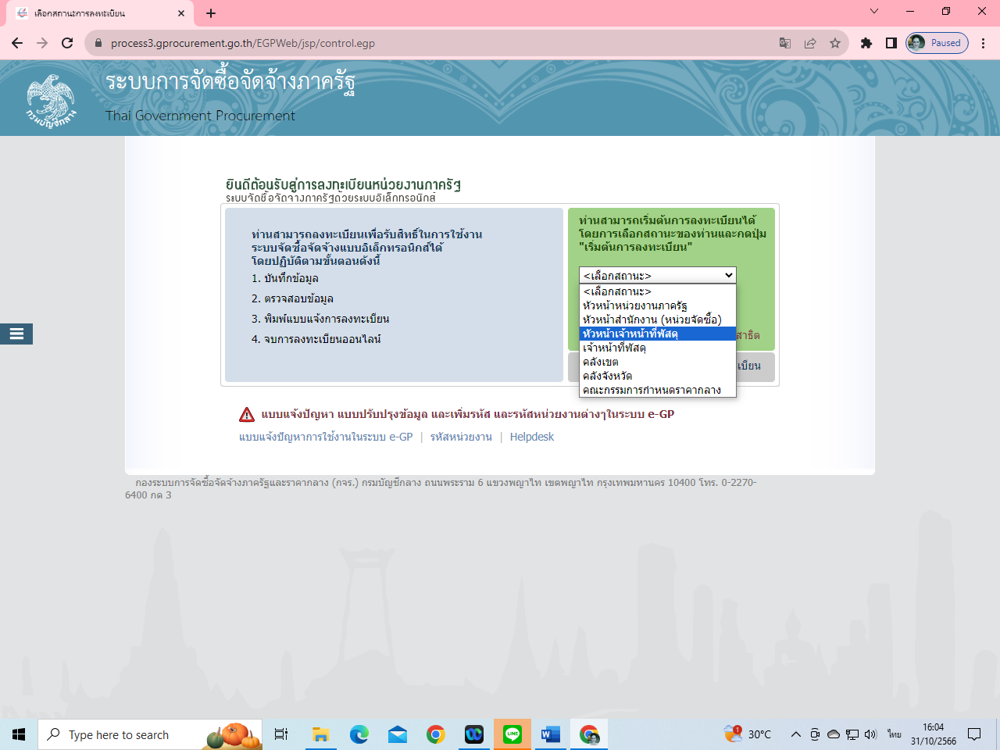 เลือกสถานะการลงทะเบียน
process3.gprocurement.go.th/EGPWeb/jsp/control.egp
Paused
ระบบการจัดซื้อจัดจ้างภาครัฐ
Thai Government Procurement
กรมบัญชีกลาง
ยินดีต้อนรับสู่การลงทะเบียนหน่วยงานภาครัฐ
ระบบจัดซื้อจัดจ้างภาครัฐด้วยระบบอิเล็กทรอนิกส์
ท่านสามารถลงทะเบียนเพื่อรับสิทธิ์ในการใช้งาน
ระบบจัดซื้อจัดจ้างแบบอิเล็กทรอนิกส์ได้
โดยปฏิบัติตามขั้นตอนดังนี้
1. บันทึกข้อมูล
2. ตรวจสอบข้อมูล
3. พิมพ์แบบแจ้งการลงทะเบียน
4. จบการลงทะเบียนออนไลน์
ท่านสามารถเริ่มต้นการลงทะเบียนได้
โดยการเลือกสถานะของท่านและกดปุ่ม
"เริ่มต้นการลงทะเบียน"
<เลือกสถานะ>
<เลือกสถานะ>
หัวหน้าหน่วยงานภาครัฐ
หัวหน้าสำนักงาน (หน่วยจัดซื้อ)
หัวหน้าเจ้าหน้าที่พัสดุ
สาธิต
เจ้าหน้าที่พัสดุ
คลังเขต
เบียน
คลังจังหวัด
คณะกรรมการกำหนดราคากลาง
แบบแจ้งปัญหา แบบปรับปรุงข้อมูล และเพิ่มรหัส และรหัสหน่วยงานต่างๆในระบบ e-GP
แบบแจ้งปัญหาการใช้งานในระบบ e-GP | รหัสหน่วยงาน | Helpdesk
กองระบบการจัดซื้อจัดจ้างภาครัฐและราคากลาง (กจร.) กรมบัญชีกลาง ถนนพระราม 6 แขวงพญาไท เขตพญาไท กรุงเทพมหานคร 10400 โทร. 0-2270-
6400 กด 3
Type here to search
LINE
1
30°C
ไทย
16:04
31/10/2566